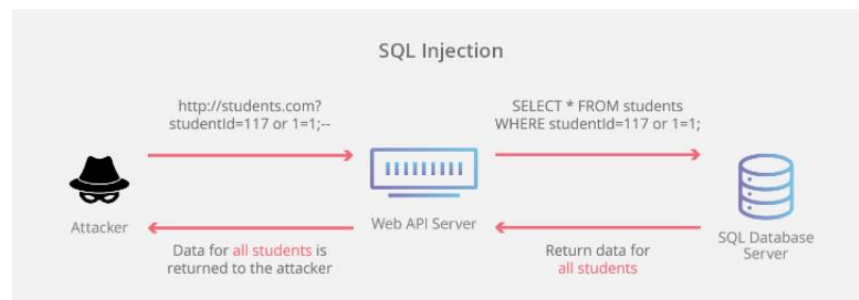 SQL Injection
http://students.com?
studentId=117 or 1=1;--
SELECT * FROM students
WHERE studentId=117 or 1=1;
Attacker
Web API Server
SQL Database
Server
Data for all students is
returned to the attacker
Return data for
all students